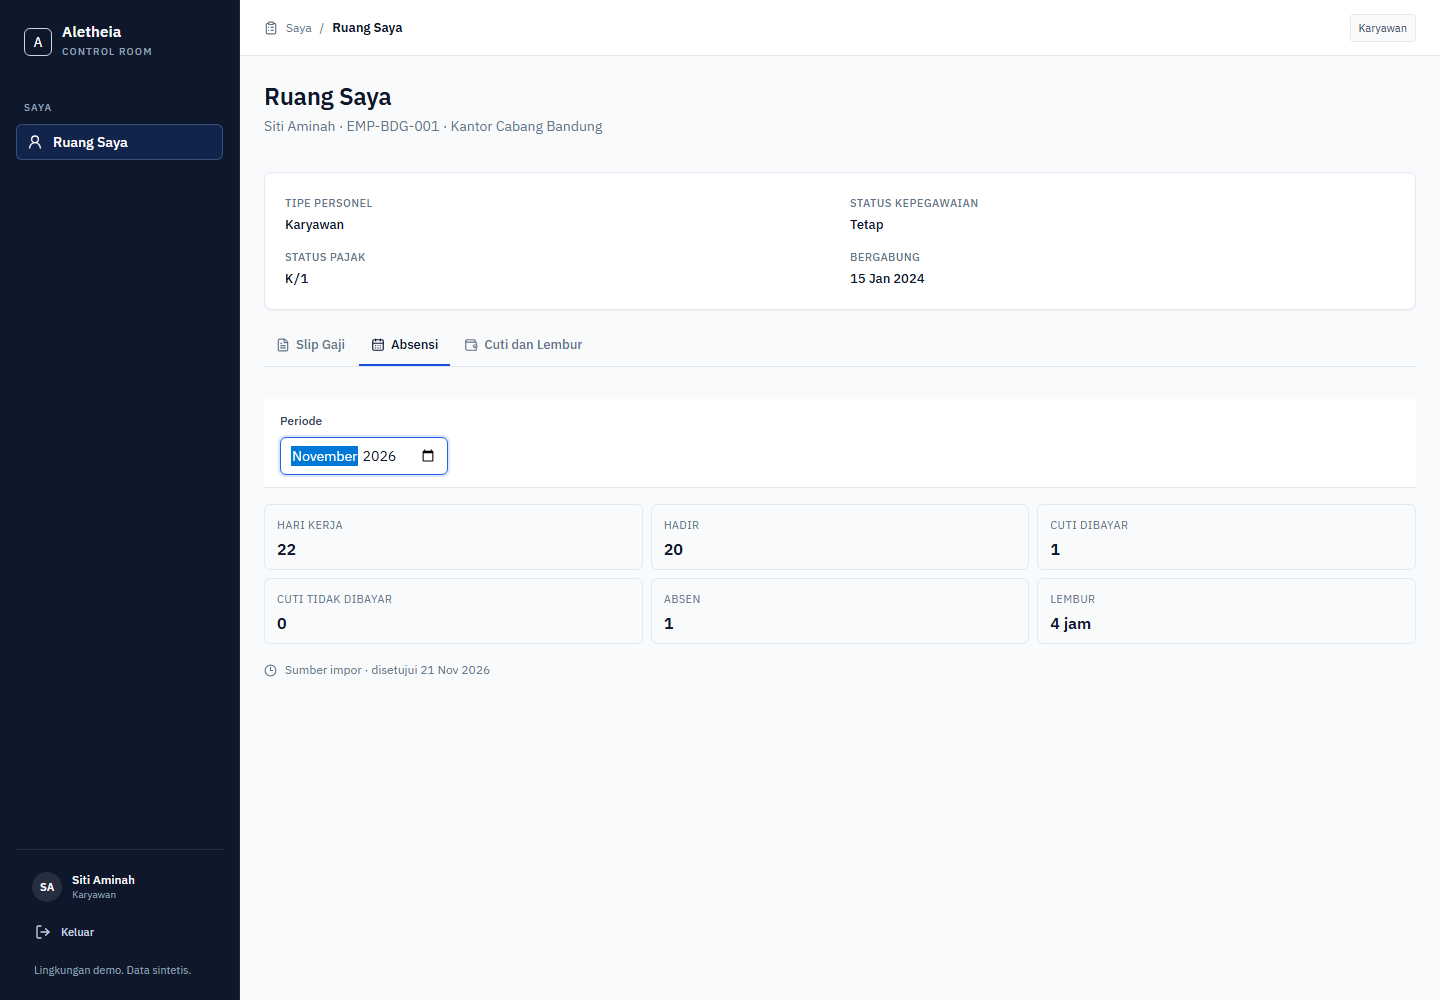 A
Aletheia
CONTROL ROOM
SAYA
Ruang Saya
Siti Aminah
SA
Karyawan
Keluar
Lingkungan demo. Data sintetis.
Saya / Ruang Saya
Karyawan
Ruang Saya
Siti Aminah · EMP-BDG-001 · Kantor Cabang Bandung
TIPE PERSONEL
Karyawan
STATUS KEPEGAWAIAN
Tetap
STATUS PAJAK
K/1
BERGABUNG
15 Jan 2024
Slip Gaji
Absensi
Cuti dan Lembur
Periode
November 2026
HARI KERJA
22
HADIR
20
CUTI DIBAYAR
1
CUTI TIDAK DIBAYAR
0
ABSEN
1
LEMBUR
4 jam
Sumber impor · disetujui 21 Nov 2026